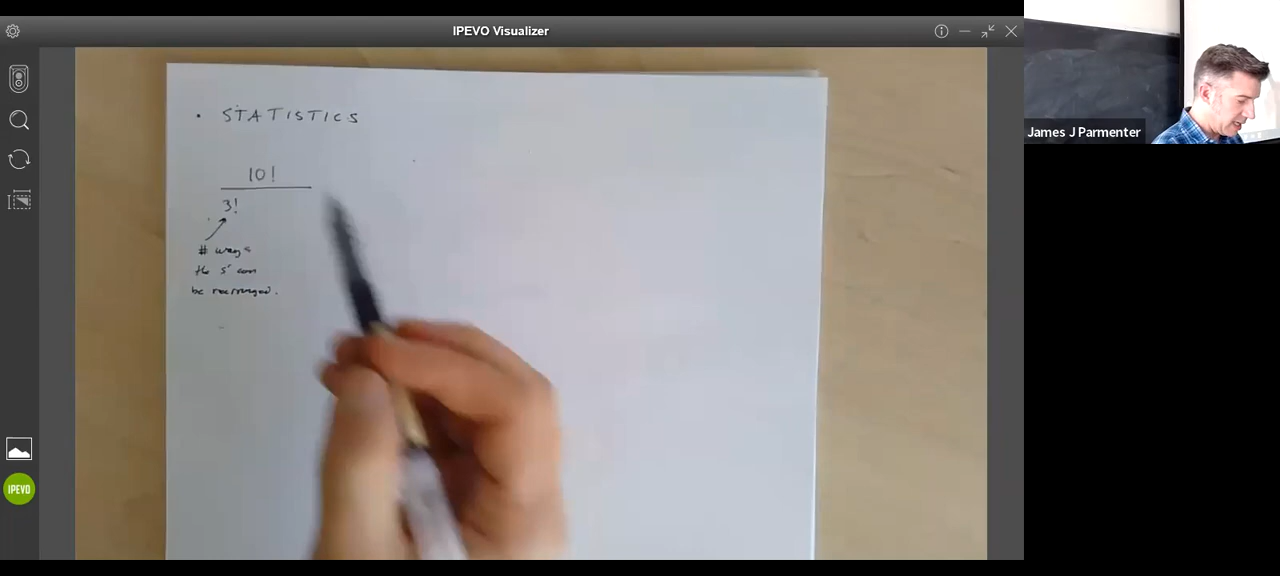 IPEVO Visualizer
James J Parmenter
• STATISTICS
10!
3!
# ways
the s' can
be rearranged.
IPEVO